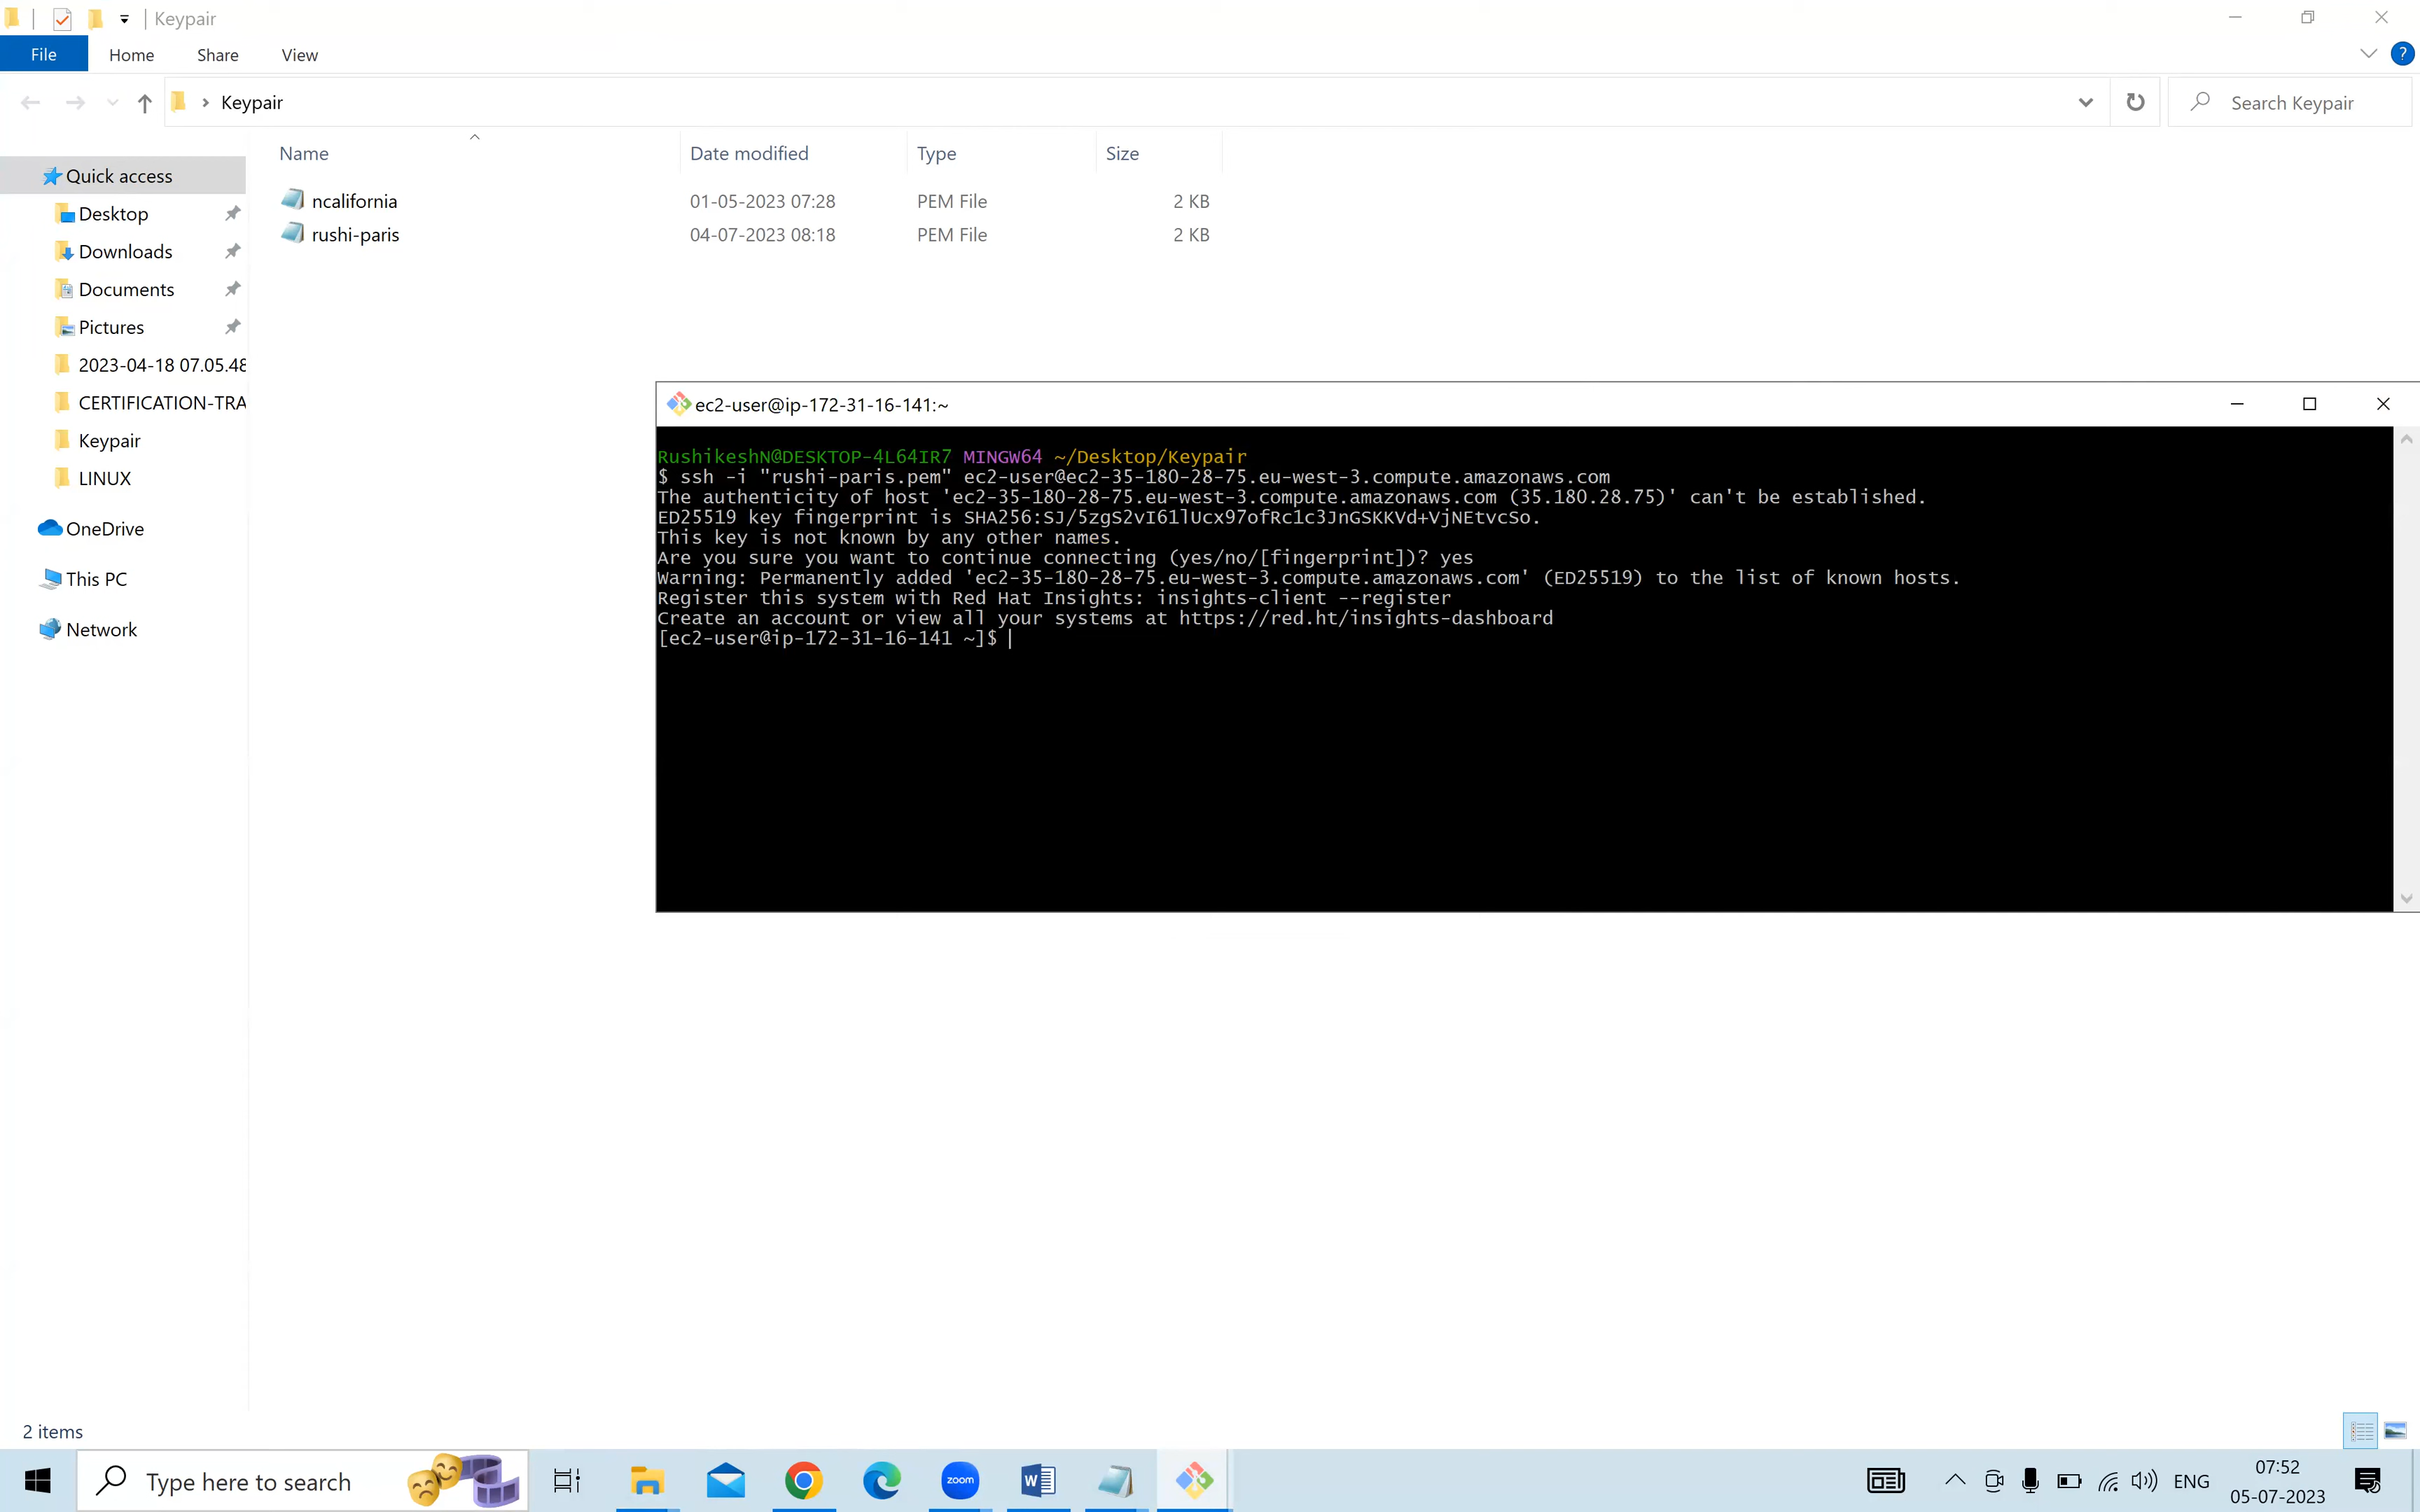 Keypair
File
Home
Share
View
?
Keypair
Search Keypair
Name
Date modified
Type
Size
Quick access
Desktop
Downloads
Documents
Pictures
2023-04-18 07.05.48
CERTIFICATION-TRA
Keypair
LINUX
OneDrive
This PC
Network
ncalifornia 01-05-2023 07:28 PEM File 2 KB
rushi-paris 04-07-2023 08:18 PEM File 2 KB
ec2-user@ip-172-31-16-141:~
RushikeshN@DESKTOP-4L64IR7 MINGW64 ~/Desktop/Keypair
$ ssh -i "rushi-paris.pem" ec2-user@ec2-35-180-28-75.eu-west-3.compute.amazonaws.com
The authenticity of host 'ec2-35-180-28-75.eu-west-3.compute.amazonaws.com (35.180.28.75)' can't be established.
ED25519 key fingerprint is SHA256:SJ/5zgS2vI61lUcx97ofRc1c3JnGSKKVd+VjNEtvcSo.
This key is not known by any other names.
Are you sure you want to continue connecting (yes/no/[fingerprint])? yes
Warning: Permanently added 'ec2-35-180-28-75.eu-west-3.compute.amazonaws.com' (ED25519) to the list of known hosts.
Register this system with Red Hat Insights: insights-client --register
Create an account or view all your systems at https://red.ht/insights-dashboard
[ec2-user@ip-172-31-16-141 ~]$
2 items
Type here to search
zoom
W
ENG
07:52
05-07-2023